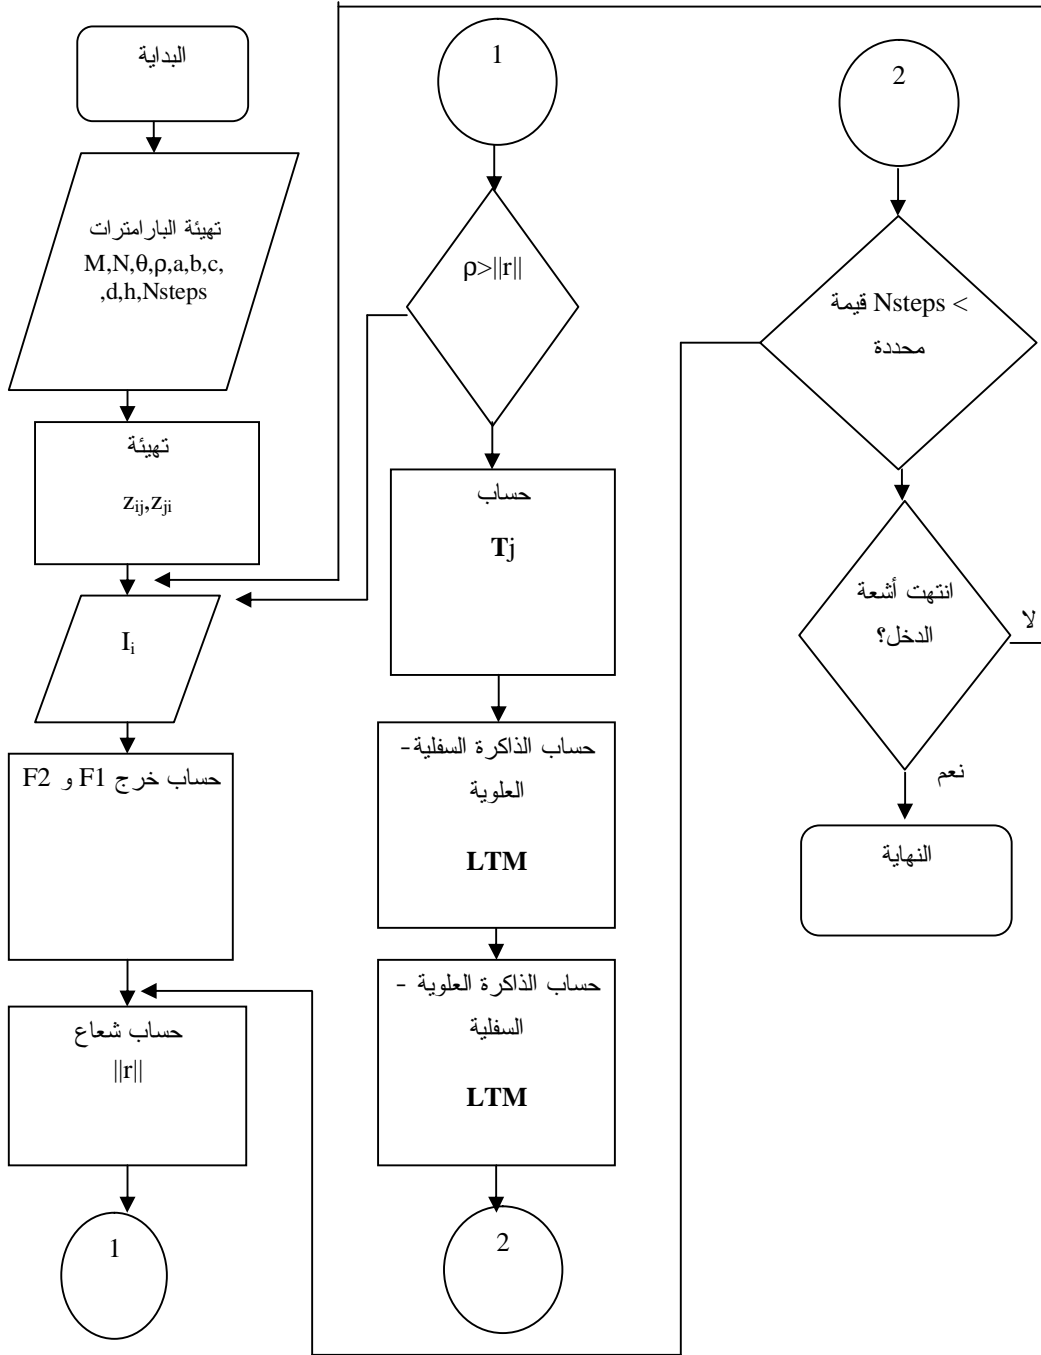 البداية
تهيئة البارامترات
M,N,θ,ρ,a,b,c,
,d,h,Nsteps
تهيئة
zij,zji
Ii
حساب خرج F1 و F2
حساب شعاع
||r||
1
1
ρ>||r||
حساب
Tj
حساب الذاكرة السفلية-
العلوية
LTM
حساب الذاكرة العلوية -
السفلية
LTM
2
2
Nsteps < قيمة
محددة
انتهت أشعة
الدخل؟
لا
نعم
النهاية